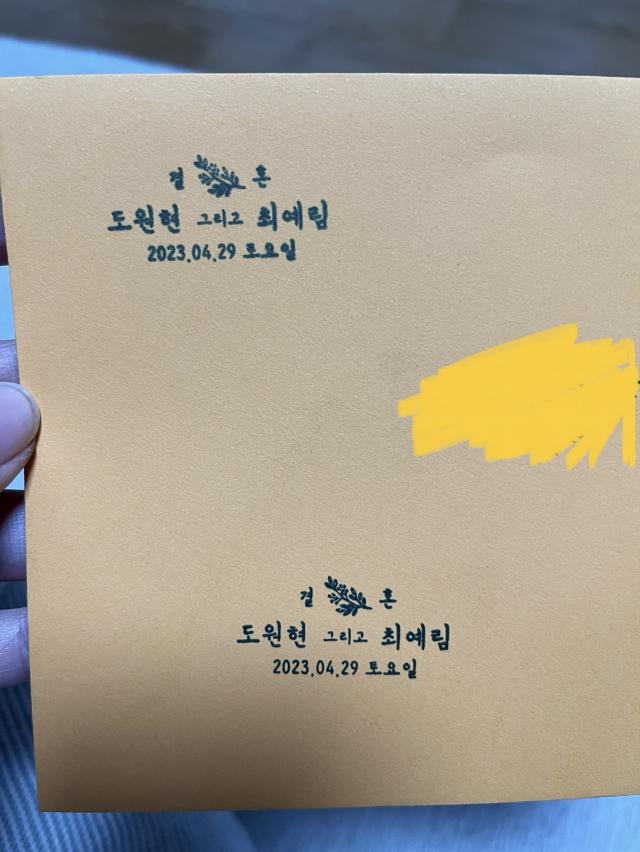 결 혼
도원현 그리고 최예림
2023.04.29 토요일
결 혼
도원현 그리고 최예림
2023.04.29 토요일